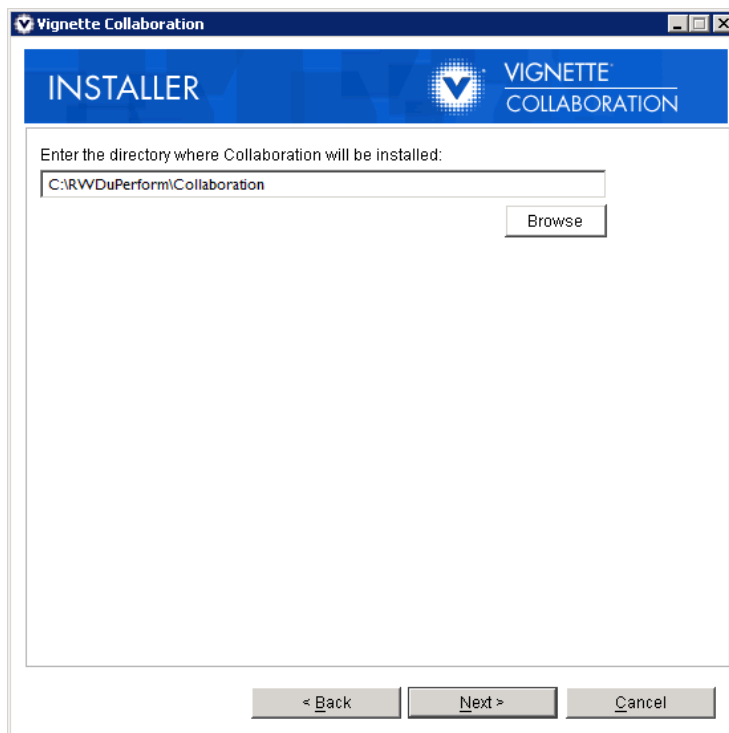 Vignette Collaboration
INSTALLER
VIGNETTE
COLLABORATION
Enter the directory where Collaboration will be installed:
C:\RWDuPerform\Collaboration
Browse
< Back
Next >
Cancel